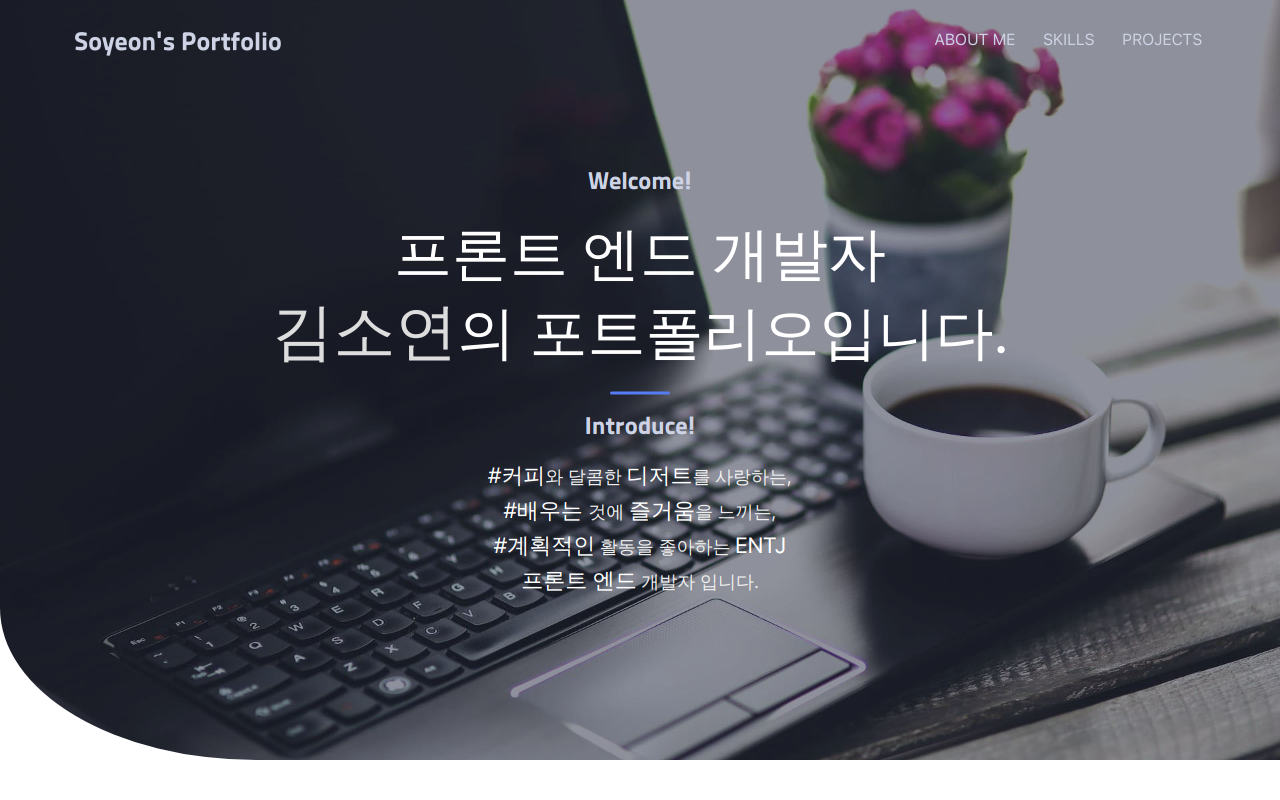 Soyeon's Portfolio
ABOUT ME SKILLS PROJECTS
Welcome!
프론트 엔드 개발자
김소연의 포트폴리오입니다.
Introduce!
#커피와 달콤한 디저트를 사랑하는,
#배우는 것에 즐거움을 느끼는,
#계획적인 활동을 좋아하는 ENTJ
프론트 엔드 개발자 입니다.